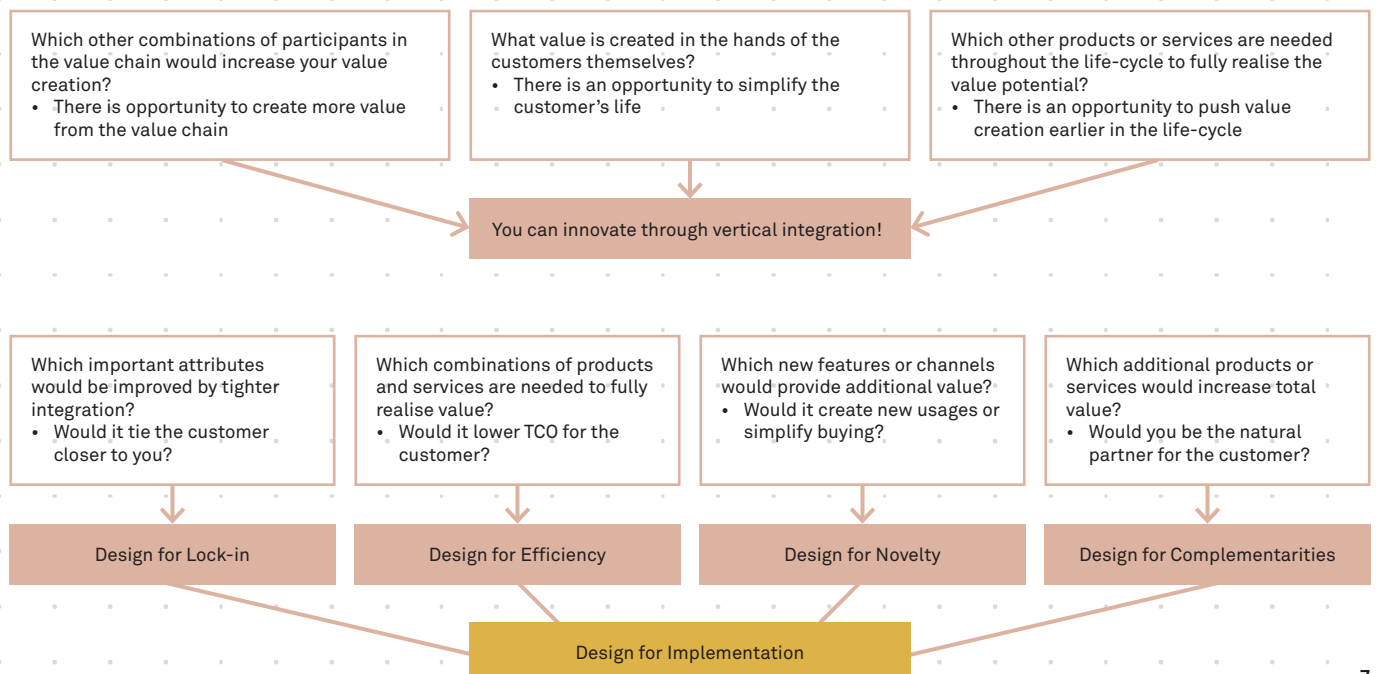 Which other combinations of participants in
the value chain would increase your value
creation?
• There is opportunity to create more value
from the value chain
What value is created in the hands of the
customers themselves?
• There is an opportunity to simplify the
customer's life
Which other products or services are needed
throughout the life-cycle to fully realise the
value potential?
• There is an opportunity to push value
creation earlier in the life-cycle
You can innovate through vertical integration!
Which important attributes
would be improved by tighter
integration?
• Would it tie the customer
closer to you?
Which combinations of products
and services are needed to fully
realise value?
• Would it lower TCO for the
customer?
Which new features or channels
would provide additional value?
• Would it create new usages or
simplify buying?
Which additional products or
services would increase total
value?
• Would you be the natural
partner for the customer?
Design for Lock-in
Design for Efficiency
Design for Novelty
Design for Complementarities
Design for Implementation